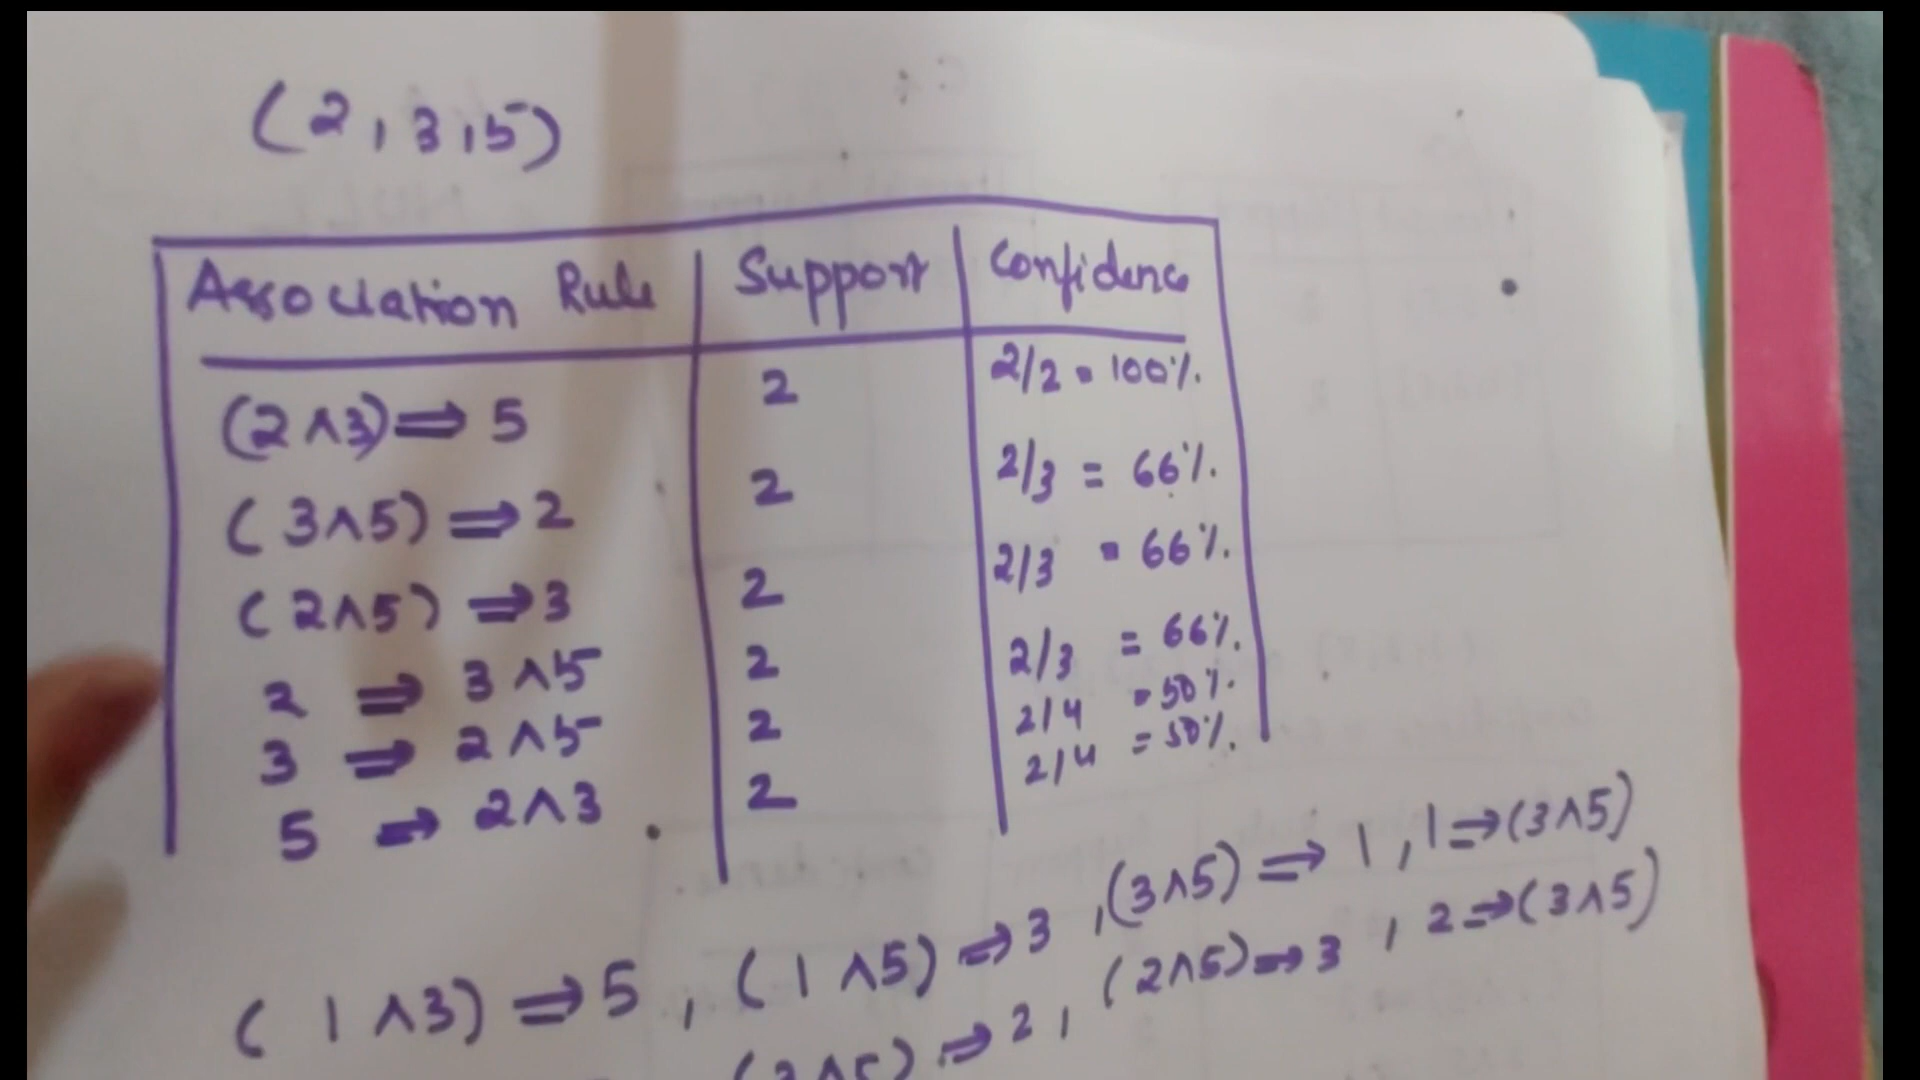 (2,3,5)
Association Rule Support Confidence
(2∧3)⇒5 2 2/2 = 100%.
(3∧5)⇒2 2 2/3 = 66%.
(2∧5)⇒3 2 2/3 = 66%.
2 ⇒ 3∧5 2 2/3 = 66%.
3 ⇒ 2∧5 2 2/4 = 50%.
5 ⇒ 2∧3 2 2/4 = 50%.
(1∧3)⇒5, (1∧5)⇒3, (3∧5)⇒1, 1⇒(3∧5)
⇒2, (2∧5)⇒3, 2⇒(3∧5)